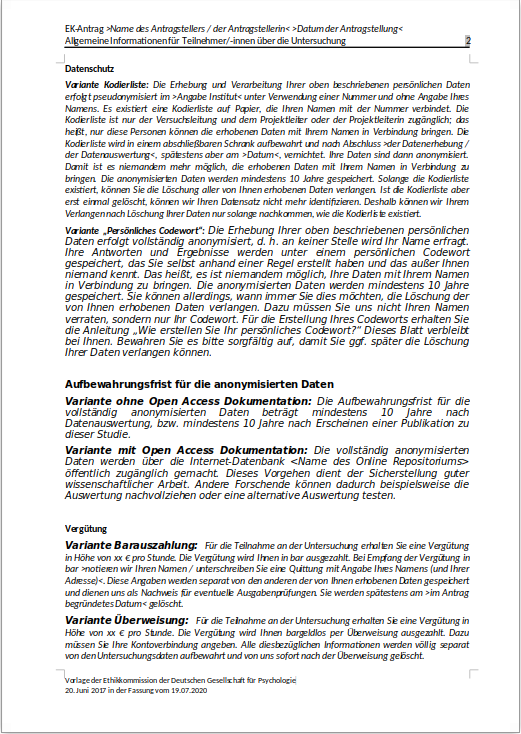 EK-Antrag >Name des Antragstellers / der Antragstellerin< >Datum der Antragstellung<
Allgemeine Informationen für Teilnehmer/-innen über die Untersuchung 2
Datenschutz
Variante Kodierliste: Die Erhebung und Verarbeitung Ihrer oben beschriebenen persönlichen Daten
erfolgt pseudonymisiert im >Angabe Institut< unter Verwendung einer Nummer und ohne Angabe Ihres
Namens. Es existiert eine Kodierliste auf Papier, die Ihren Namen mit der Nummer verbindet. Die
Kodierliste ist nur der Versuchsleitung und dem Projektleiter oder der Projektleiterin zugänglich; das
heißt, nur diese Personen können die erhobenen Daten mit Ihrem Namen in Verbindung bringen. Die
Kodierliste wird in einem abschließbaren Schrank aufbewahrt und nach Abschluss >der Datenerhebung /
der Datenauswertung<, spätestens aber am >Datum<, vernichtet. Ihre Daten sind dann anonymisiert.
Damit ist es niemandem mehr möglich, die erhobenen Daten mit Ihrem Namen in Verbindung zu
bringen. Die anonymisierten Daten werden mindestens 10 Jahre gespeichert. Solange die Kodierliste
existiert, können Sie die Löschung aller von Ihnen erhobenen Daten verlangen. Ist die Kodierliste aber
erst einmal gelöscht, können wir Ihren Datensatz nicht mehr identifizieren. Deshalb können wir Ihrem
Verlangen nach Löschung Ihrer Daten nur solange nachkommen, wie die Kodierliste existiert.
Variante „Persönliches Codewort“: Die Erhebung Ihrer oben beschriebenen persönlichen
Daten erfolgt vollständig anonymisiert, d. h. an keiner Stelle wird Ihr Name erfragt.
Ihre Antworten und Ergebnisse werden unter einem persönlichen Codewort
gespeichert, das Sie selbst anhand einer Regel erstellt haben und das außer Ihnen
niemand kennt. Das heißt, es ist niemandem möglich, Ihre Daten mit Ihrem Namen
in Verbindung zu bringen. Die anonymisierten Daten werden mindestens 10 Jahre
gespeichert. Sie können allerdings, wann immer Sie dies möchten, die Löschung der
von Ihnen erhobenen Daten verlangen. Dazu müssen Sie uns nicht Ihren Namen
verraten, sondern nur Ihr Codewort. Für die Erstellung Ihres Codeworts erhalten Sie
die Anleitung „Wie erstellen Sie Ihr persönliches Codewort?“ Dieses Blatt verbleibt
bei Ihnen. Bewahren Sie es bitte sorgfältig auf, damit Sie ggf. später die Löschung
Ihrer Daten verlangen können.
Aufbewahrungsfrist für die anonymisierten Daten
Variante ohne Open Access Dokumentation: Die Aufbewahrungsfrist für die
vollständig anonymisierten Daten beträgt mindestens 10 Jahre nach
Datenauswertung, bzw. mindestens 10 Jahre nach Erscheinen einer Publikation zu
dieser Studie.
Variante mit Open Access Dokumentation: Die vollständig anonymisierten
Daten werden über die Internet-Datenbank <Name des Online Repositoriums>
öffentlich zugänglich gemacht. Dieses Vorgehen dient der Sicherstellung guter
wissenschaftlicher Arbeit. Andere Forschende können dadurch beispielsweise die
Auswertung nachvollziehen oder eine alternative Auswertung testen.
Vergütung
Variante Barauszahlung: Für die Teilnahme an der Untersuchung erhalten Sie eine Vergütung
in Höhe von xx € pro Stunde. Die Vergütung wird Ihnen in bar ausgezahlt. Bei Empfang der Vergütung in
bar >notieren wir Ihren Namen / unterschreiben Sie eine Quittung mit Angabe Ihres Namens (und Ihrer
Adresse)<. Diese Angaben werden separat von den anderen der von Ihnen erhobenen Daten gespeichert
und dienen uns als Nachweis für eventuelle Ausgabenprüfungen. Sie werden spätestens am >im Antrag
begründetes Datum< gelöscht.
Variante Überweisung: Für die Teilnahme an der Untersuchung erhalten Sie eine Vergütung in
Höhe von xx € pro Stunde. Die Vergütung wird Ihnen bargeldlos per Überweisung ausgezahlt. Dazu
müssen Sie Ihre Kontoverbindung angeben. Alle diesbezüglichen Informationen werden völlig separat
von den Untersuchungsdaten aufbewahrt und von uns sofort nach der Überweisung gelöscht.
Vorlage der Ethikkommission der Deutschen Gesellschaft für Psychologie
20. Juni 2017 in der Fassung vom 19.07.2020